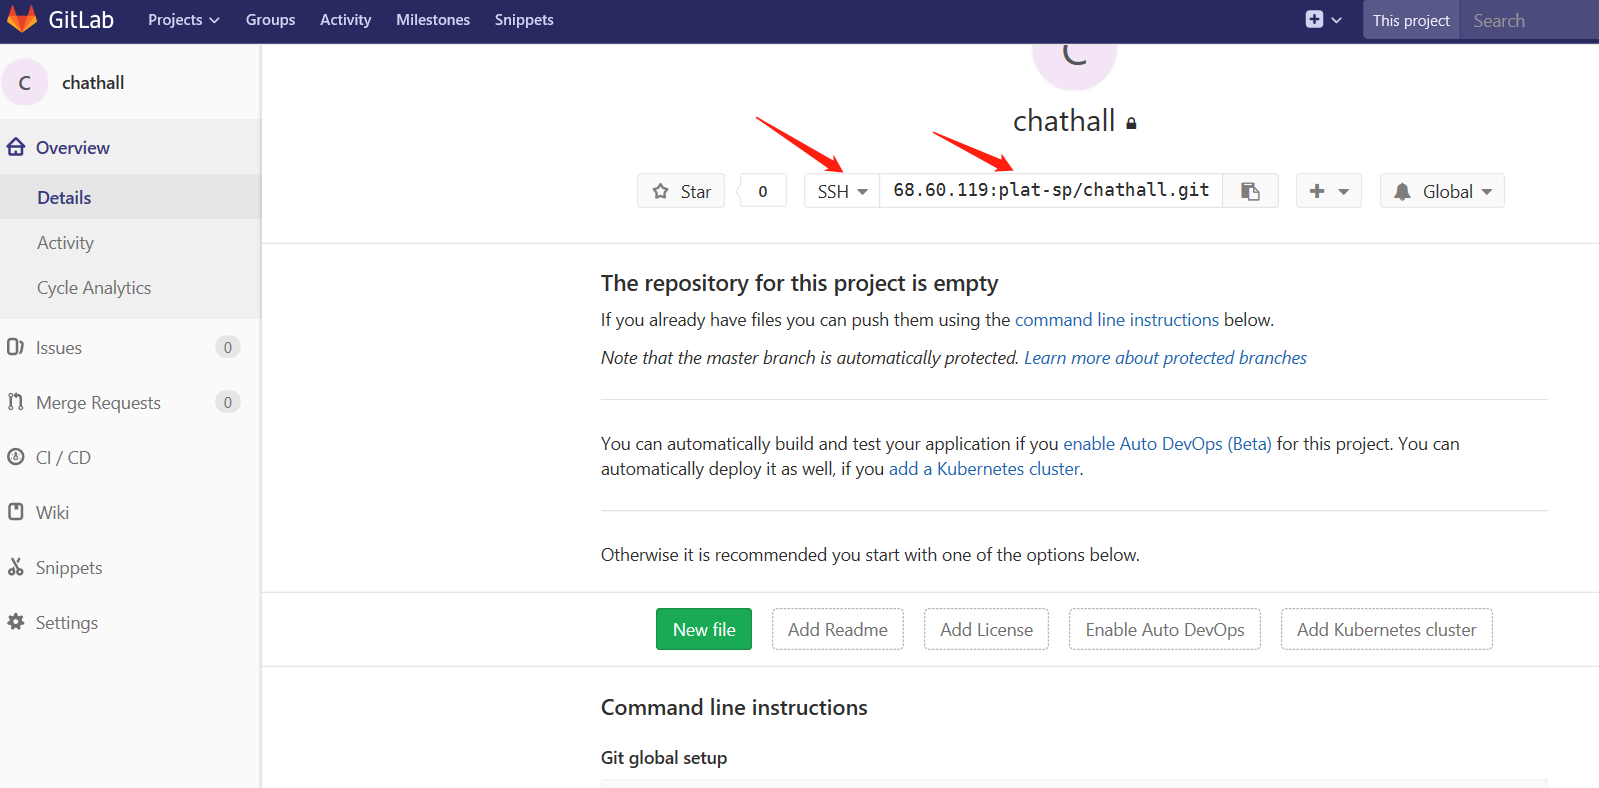 GitLab Projects Groups Activity Milestones Snippets This project Search
C chathall
Overview
Details
Activity
Cycle Analytics
Issues 0
Merge Requests 0
CI / CD
Wiki
Snippets
Settings
C
chathall
Star 0 SSH 68.60.119:plat-sp/chathall.git Global
The repository for this project is empty
If you already have files you can push them using the command line instructions below.
Note that the master branch is automatically protected. Learn more about protected branches
You can automatically build and test your application if you enable Auto DevOps (Beta) for this project. You can
automatically deploy it as well, if you add a Kubernetes cluster.
Otherwise it is recommended you start with one of the options below.
New file Add Readme Add License Enable Auto DevOps Add Kubernetes cluster
Command line instructions
Git global setup